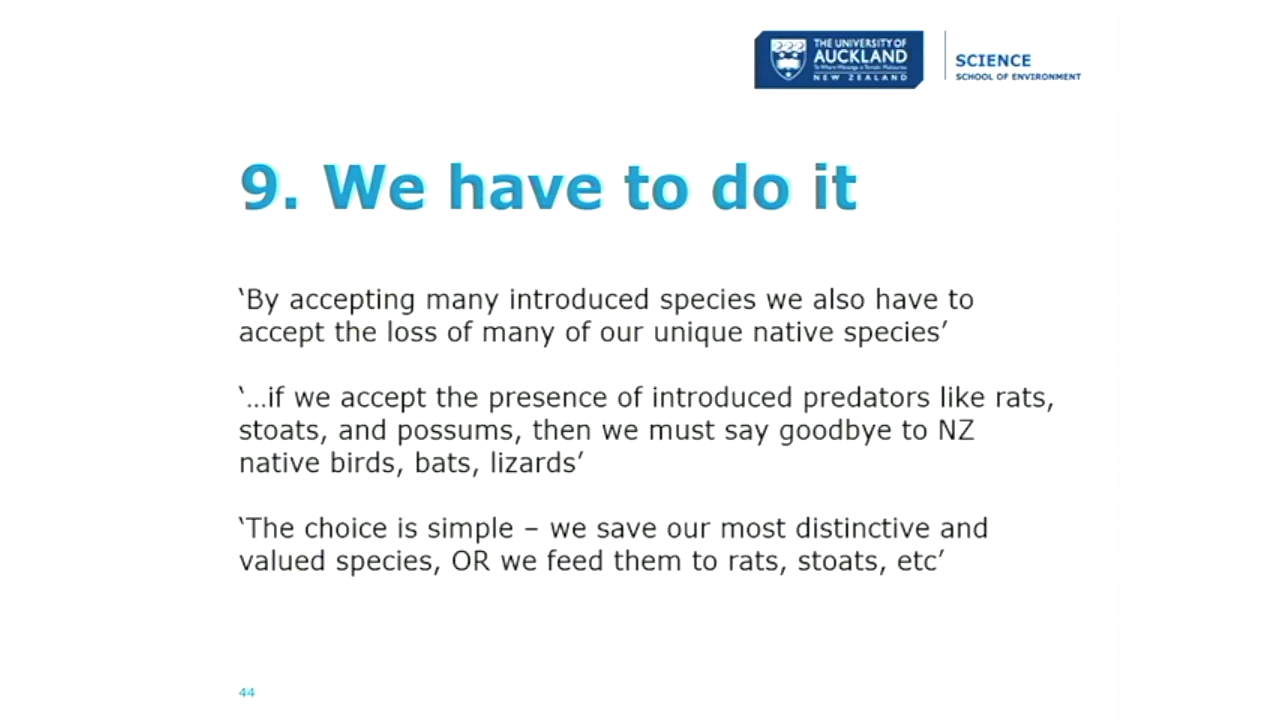 THE UNIVERSITY OF
AUCKLAND
Te Whare Wānanga o Tāmaki Makaurau
NEW ZEALAND
SCIENCE
SCHOOL OF ENVIRONMENT
9. We have to do it
‘By accepting many introduced species we also have to
accept the loss of many of our unique native species’
‘…if we accept the presence of introduced predators like rats,
stoats, and possums, then we must say goodbye to NZ
native birds, bats, lizards’
‘The choice is simple – we save our most distinctive and
valued species, OR we feed them to rats, stoats, etc’
44